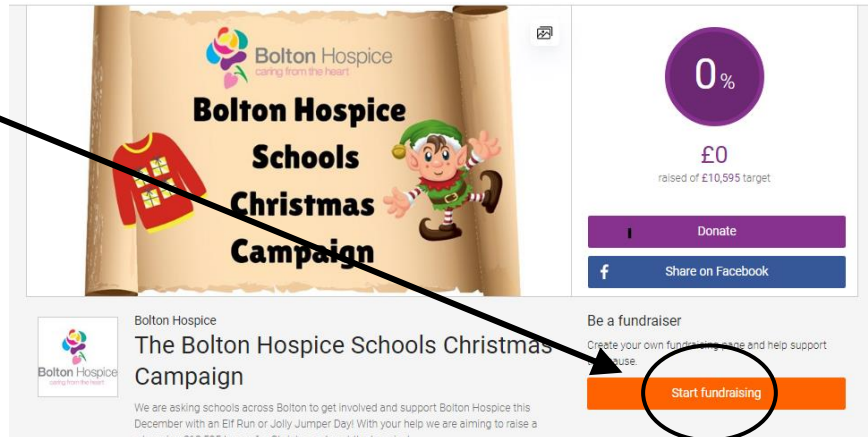 Bolton Hospice
caring from the heart
Bolton Hospice
Schools
Christmas
Campaign
0%
£0
raised of £10,595 target
Donate
f Share on Facebook
Bolton Hospice
caring from the heart
Bolton Hospice
The Bolton Hospice Schools Christmas
Campaign
We are asking schools across Bolton to get involved and support Bolton Hospice this
December with an Elf Run or Jolly Jumper Day! With your help we are aiming to raise a
Be a fundraiser
Create your own fundraising page and help support
cause.
Start fundraising